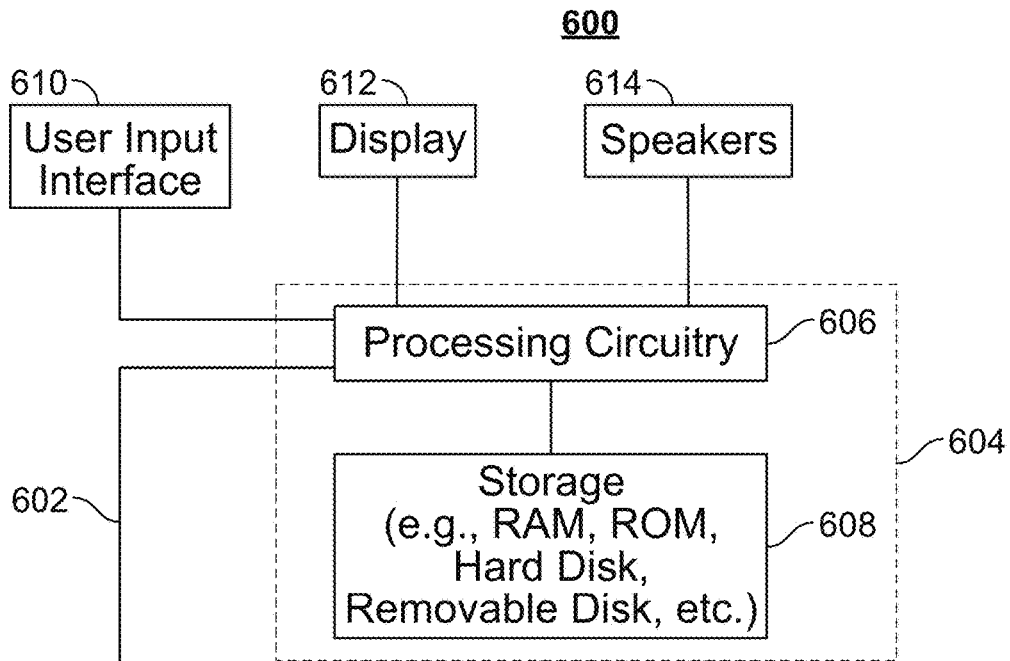 600
610
User Input
Interface
612
Display
614
Speakers
Processing Circuitry
606
604
602
Storage
(e.g., RAM, ROM,
Hard Disk,
Removable Disk, etc.)
608